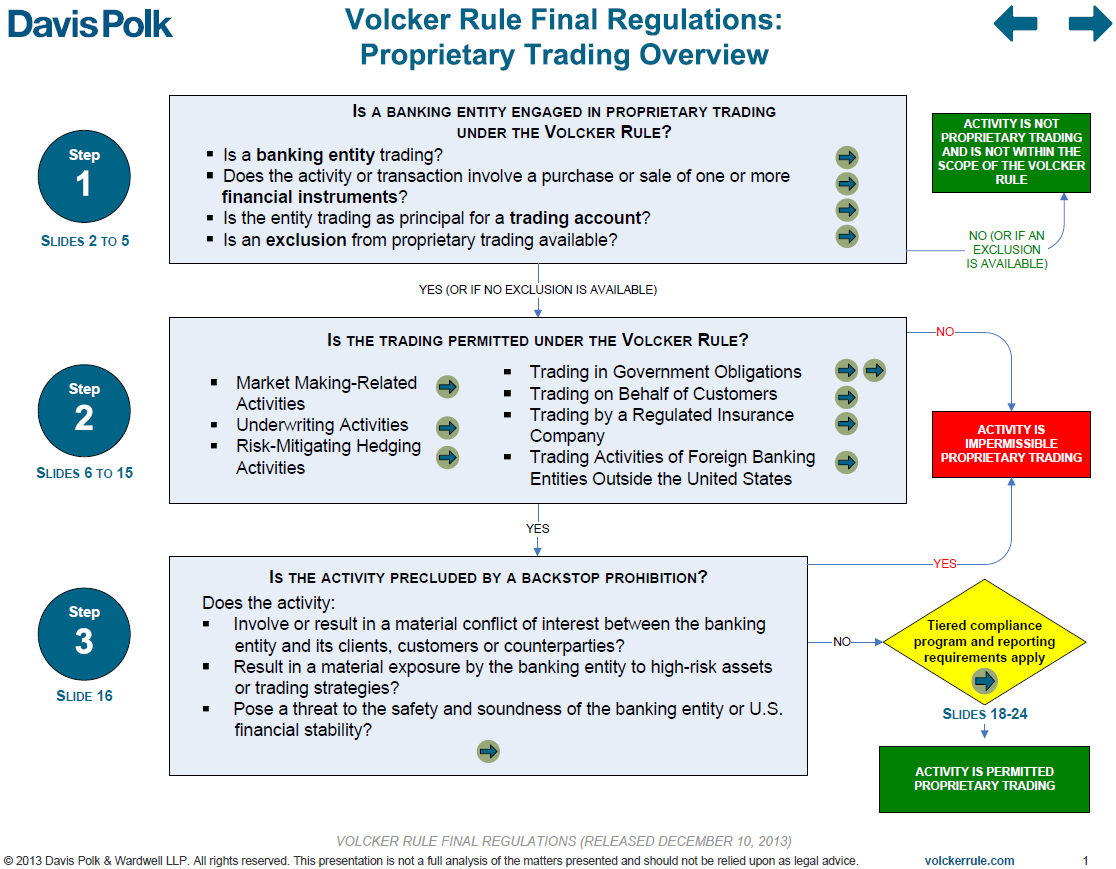 Davis Polk
Volcker Rule Final Regulations:
Proprietary Trading Overview
Step
1
SLIDES 2 TO 5
IS A BANKING ENTITY ENGAGED IN PROPRIETARY TRADING
UNDER THE VOLCKER RULE?
▪ Is a banking entity trading?
▪ Does the activity or transaction involve a purchase or sale of one or more
financial instruments?
▪ Is the entity trading as principal for a trading account?
▪ Is an exclusion from proprietary trading available?
ACTIVITY IS NOT
PROPRIETARY TRADING
AND IS NOT WITHIN THE
SCOPE OF THE VOLCKER
RULE
NO (OR IF AN
EXCLUSION
IS AVAILABLE)
YES (OR IF NO EXCLUSION IS AVAILABLE)
Step
2
SLIDES 6 TO 15
IS THE TRADING PERMITTED UNDER THE VOLCKER RULE?
▪ Market Making-Related
Activities
▪ Underwriting Activities
▪ Risk-Mitigating Hedging
Activities
▪ Trading in Government Obligations
▪ Trading on Behalf of Customers
▪ Trading by a Regulated Insurance
Company
▪ Trading Activities of Foreign Banking
Entities Outside the United States
NO
ACTIVITY IS
IMPERMISSIBLE
PROPRIETARY TRADING
YES
Step
3
SLIDE 16
IS THE ACTIVITY PRECLUDED BY A BACKSTOP PROHIBITION?
Does the activity:
▪ Involve or result in a material conflict of interest between the banking
entity and its clients, customers or counterparties?
▪ Result in a material exposure by the banking entity to high-risk assets
or trading strategies?
▪ Pose a threat to the safety and soundness of the banking entity or U.S.
financial stability?
YES
NO
Tiered compliance
program and reporting
requirements apply
SLIDES 18-24
ACTIVITY IS PERMITTED
PROPRIETARY TRADING
VOLCKER RULE FINAL REGULATIONS (RELEASED DECEMBER 10, 2013)
© 2013 Davis Polk & Wardwell LLP. All rights reserved. This presentation is not a full analysis of the matters presented and should not be relied upon as legal advice.
volckerrule.com
1